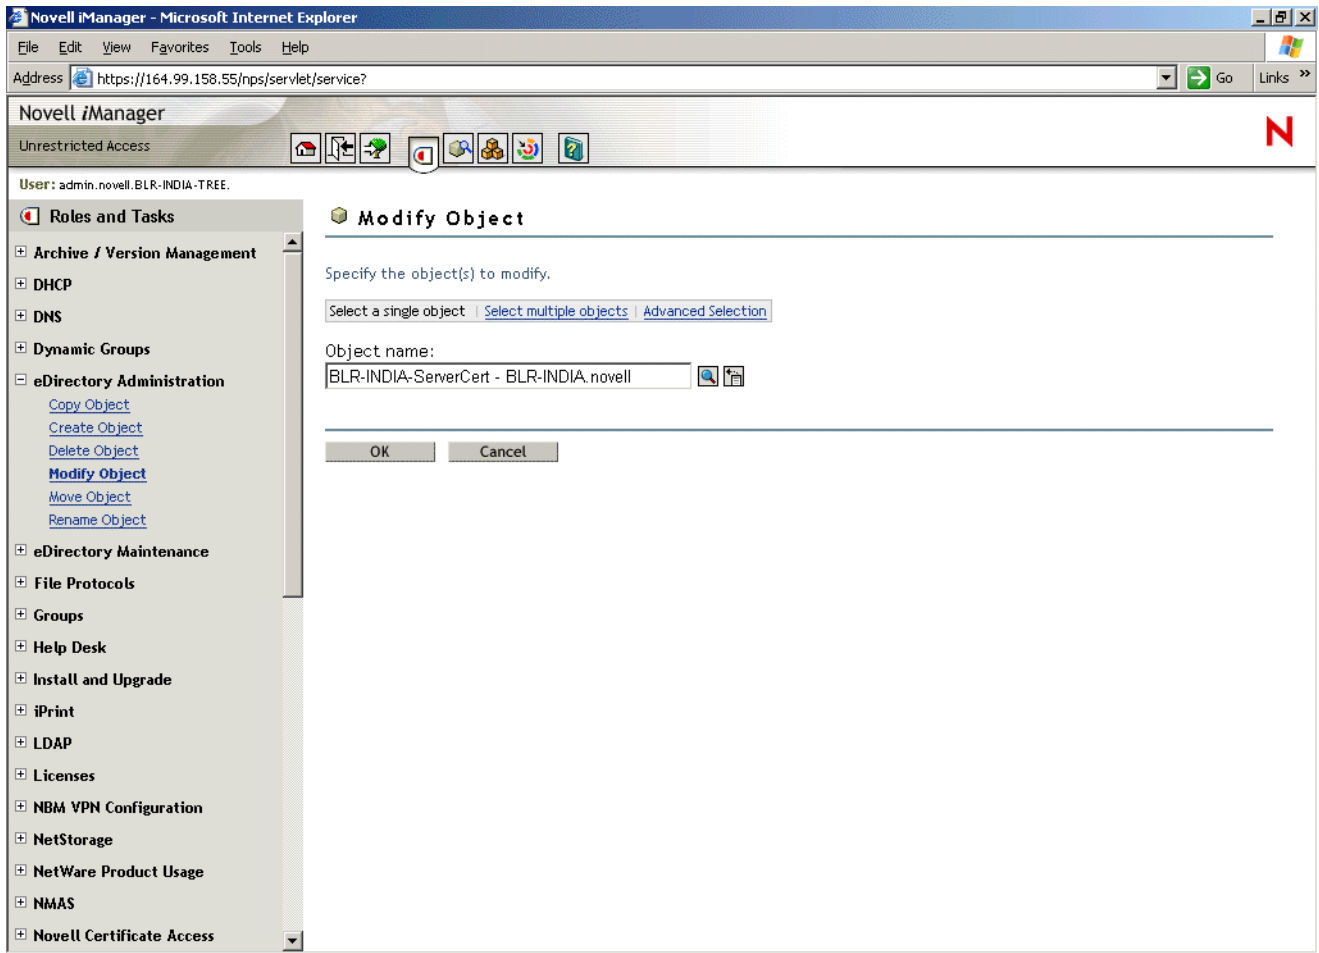 Novell iManager - Microsoft Internet Explorer
File Edit View Favorites Tools Help
Address https://164.99.158.55/nps/servlet/service? Go Links »
Novell iManager
Unrestricted Access
N
User: admin.novell.BLR-INDIA-TREE.
Roles and Tasks
Archive / Version Management
DHCP
DNS
Dynamic Groups
eDirectory Administration
Copy Object
Create Object
Delete Object
Modify Object
Move Object
Rename Object
eDirectory Maintenance
File Protocols
Groups
Help Desk
Install and Upgrade
iPrint
LDAP
Licenses
NBM VPN Configuration
NetStorage
NetWare Product Usage
NMAS
Novell Certificate Access
Modify Object
Specify the object(s) to modify.
Select a single object | Select multiple objects | Advanced Selection
Object name:
BLR-INDIA-ServerCert - BLR-INDIA.novell
OK Cancel